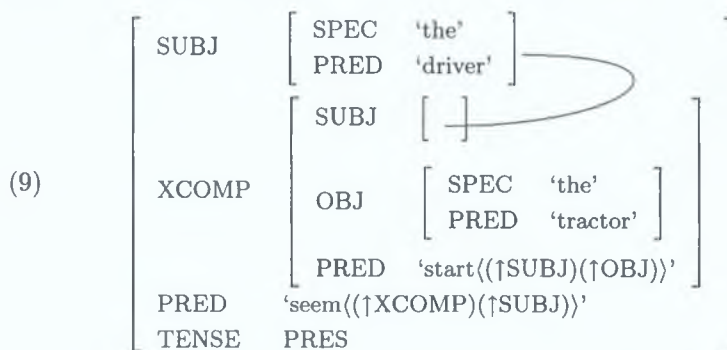 SPEC ‘the’
SUBJ
PRED ‘driver’
SUBJ [ ]
(9)
XCOMP
SPEC ‘the’
OBJ
PRED ‘tractor’
PRED ‘start⟨(↑SUBJ)(↑OBJ)⟩’
PRED ‘seem⟨(↑XCOMP)(↑SUBJ)⟩’
TENSE PRES